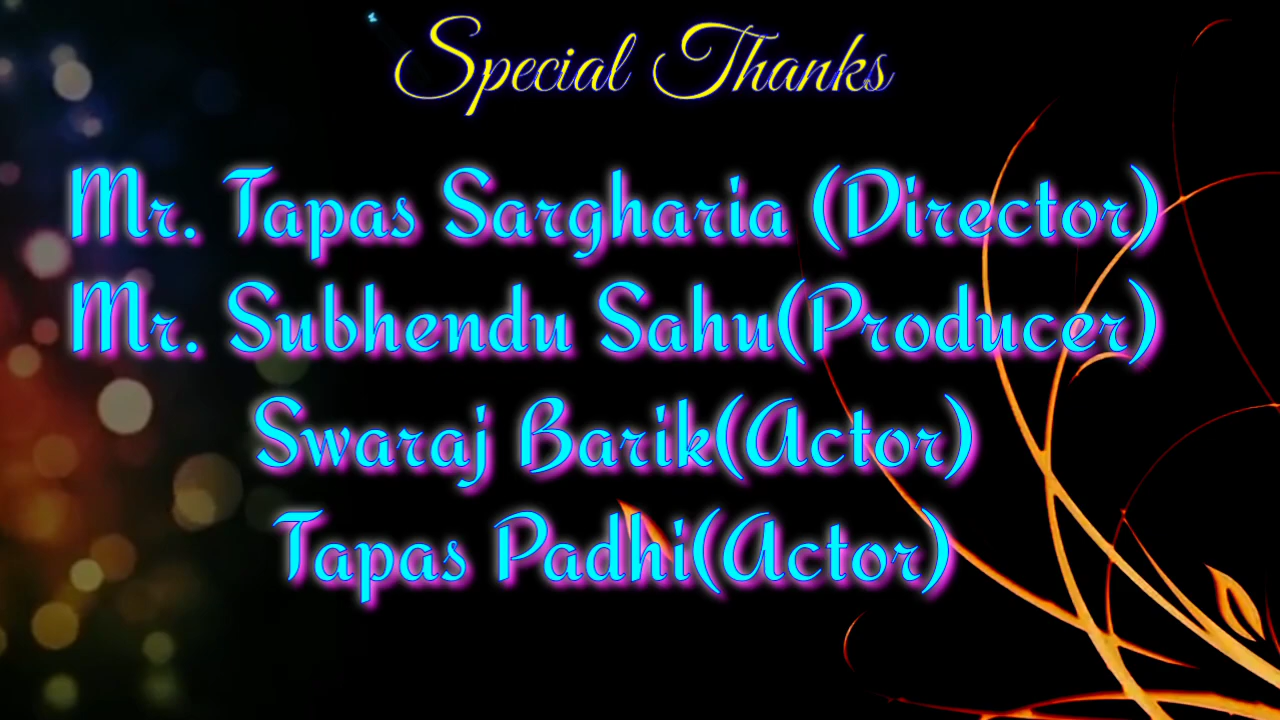 Special Thanks
Mr. Tapas Sargharia (Director)
Mr. Subhendu Sahu(Producer)
Swaraj Barik(Actor)
Tapas Padhi(Actor)